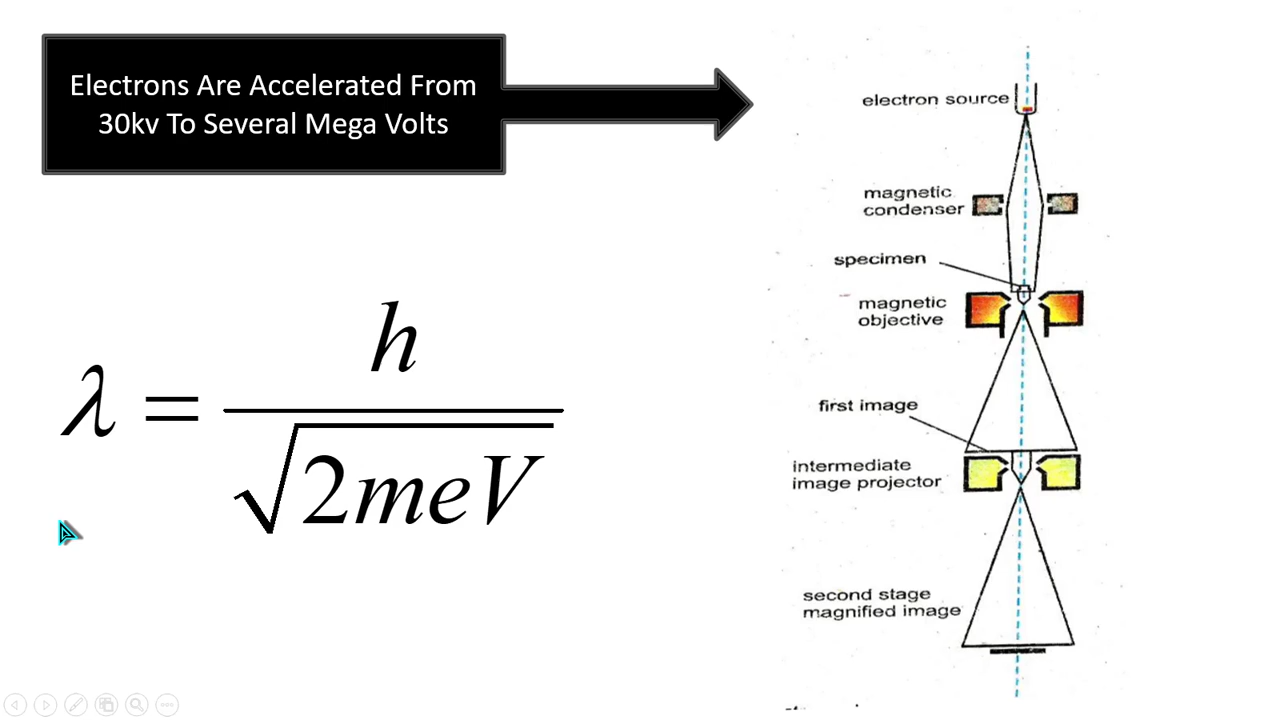 Electrons Are Accelerated From
30kv To Several Mega Volts
λ = h / √2meV
electron source
magnetic
condenser
specimen
magnetic
objective
first image
intermediate
image projector
second stage
magnified image